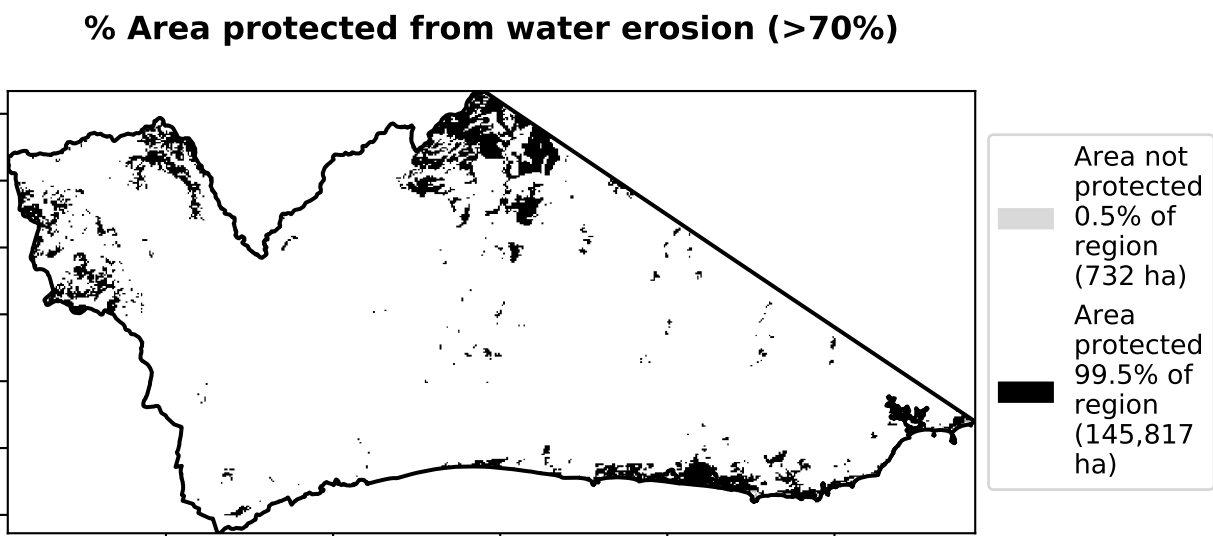 % Area protected from water erosion (>70%)
Area not
protected
0.5% of
region
(732 ha)
Area
protected
99.5% of
region
(145,817
ha)